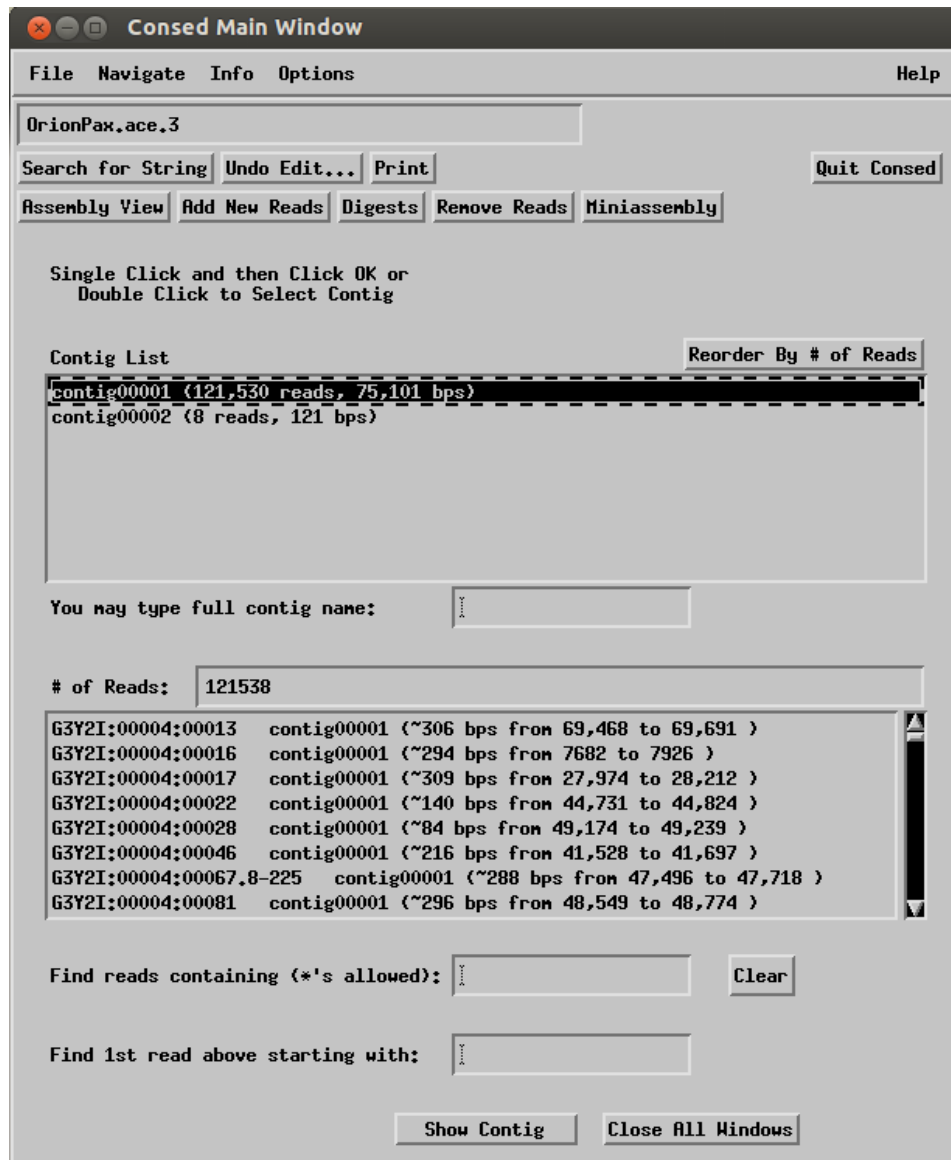 Consed Main Window
File Navigate Info Options Help
OrionPax.ace.3
Search for String Undo Edit... Print Quit Consed
Assembly View Add New Reads Digests Remove Reads Miniassembly
Single Click and then Click OK or
Double Click to Select Contig
Contig List Reorder By # of Reads
contig00001 (121,530 reads, 75,101 bps)
contig00002 (8 reads, 121 bps)
You may type full contig name:
# of Reads: 121538
G3Y2I:00004:00013 contig00001 (~306 bps from 69,468 to 69,691 )
G3Y2I:00004:00016 contig00001 (~294 bps from 7682 to 7926 )
G3Y2I:00004:00017 contig00001 (~309 bps from 27,974 to 28,212 )
G3Y2I:00004:00022 contig00001 (~140 bps from 44,731 to 44,824 )
G3Y2I:00004:00028 contig00001 (~84 bps from 49,174 to 49,239 )
G3Y2I:00004:00046 contig00001 (~216 bps from 41,528 to 41,697 )
G3Y2I:00004:00067.8-225 contig00001 (~288 bps from 47,496 to 47,718 )
G3Y2I:00004:00081 contig00001 (~296 bps from 48,549 to 48,774 )
Find reads containing (*'s allowed): Clear
Find 1st read above starting with:
Show Contig Close All Windows